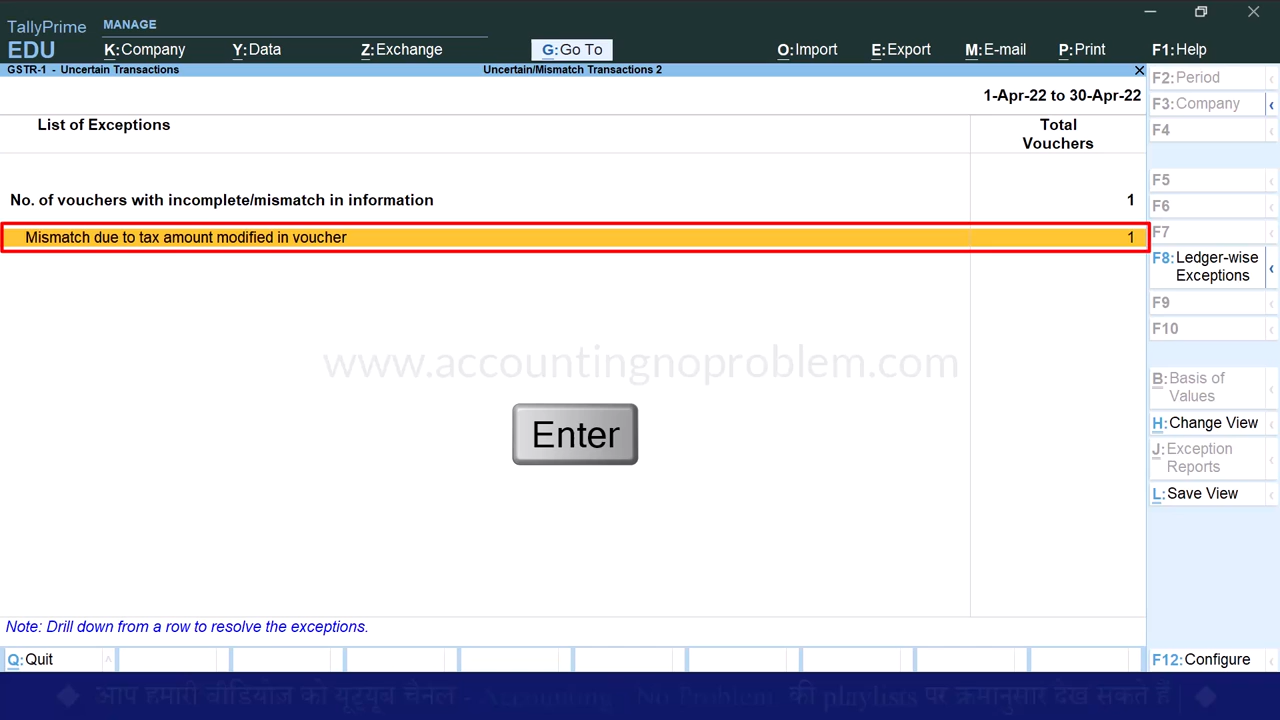 TallyPrime
EDU
MANAGE
K:Company Y:Data Z:Exchange G:Go To O:Import E:Export M:E-mail P:Print F1:Help
GSTR-1 - Uncertain Transactions Uncertain/Mismatch Transactions 2
1-Apr-22 to 30-Apr-22
List of Exceptions
Total
Vouchers
No. of vouchers with incomplete/mismatch in information 1
Mismatch due to tax amount modified in voucher 1
www.accountingnoproblem.com
Enter
Note: Drill down from a row to resolve the exceptions.
Q:Quit
F2:Period
F3:Company
F4
F5
F6
F7
F8:Ledger-wise
Exceptions
F9
F10
B:Basis of
Values
H:Change View
J:Exception
Reports
L:Save View
F12:Configure
आप हमारी वीडियोज को यूट्यूब चैनल - Accounting No Problem की playlists पर क्रमानुसार देख सकते हैं